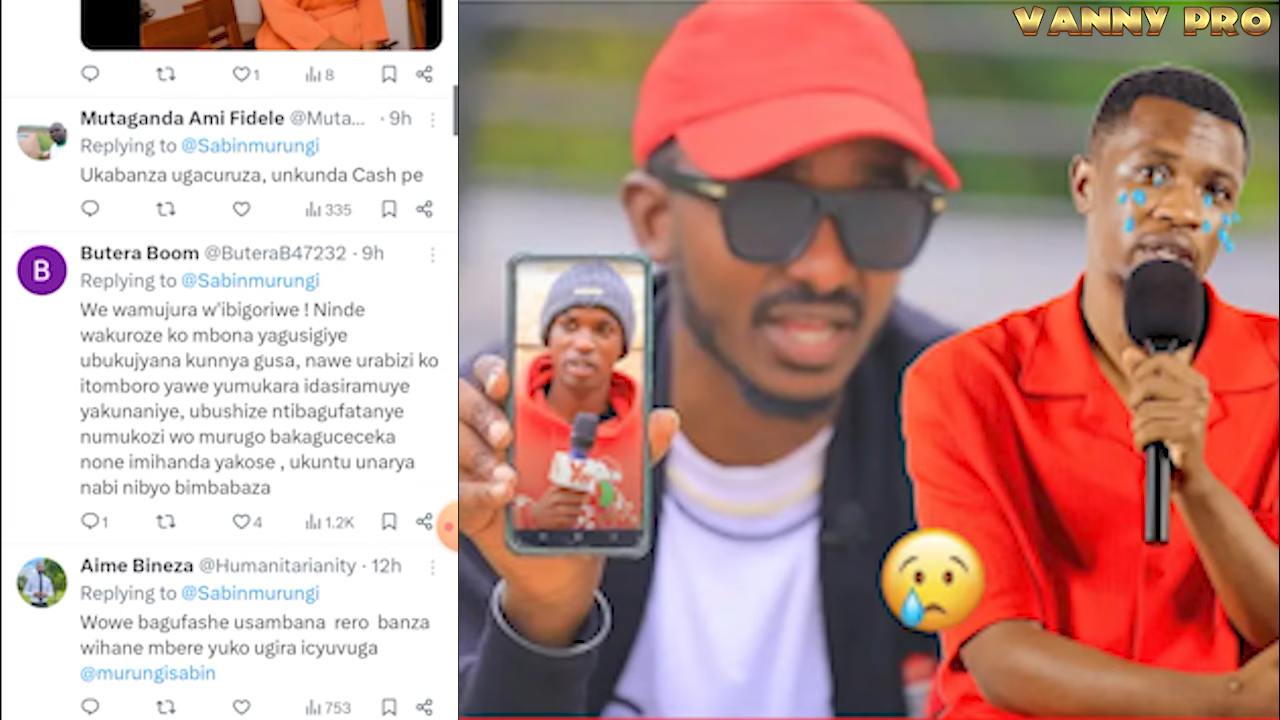 1
8
Mutaganda Ami Fidele @Muta... · 9h
Replying to @Sabinmurungi
Ukabanza ugacuruza, unkunda Cash pe
335
B
Butera Boom @ButeraB47232 · 9h
Replying to @Sabinmurungi
We wamujura w'ibigoriwe ! Ninde
wakuroze ko mbona yagusigiye
ubukujyana kunnya gusa, nawe urabizi ko
itomboro yawe yumukara idasiramuye
yakunaniye, ubushize ntibagufatanye
numukozi wo murugo bakaguceceka
none imihanda yakose , ukuntu unarya
nabi nibyo bimbabaza
1
4
1.2K
Aime Bineza @Humanitarianity · 12h
Replying to @Sabinmurungi
Wowe bagufashe usambana rero banza
wihane mbere yuko ugira icyuvuga
@murungisabin
753
VANNY PRO